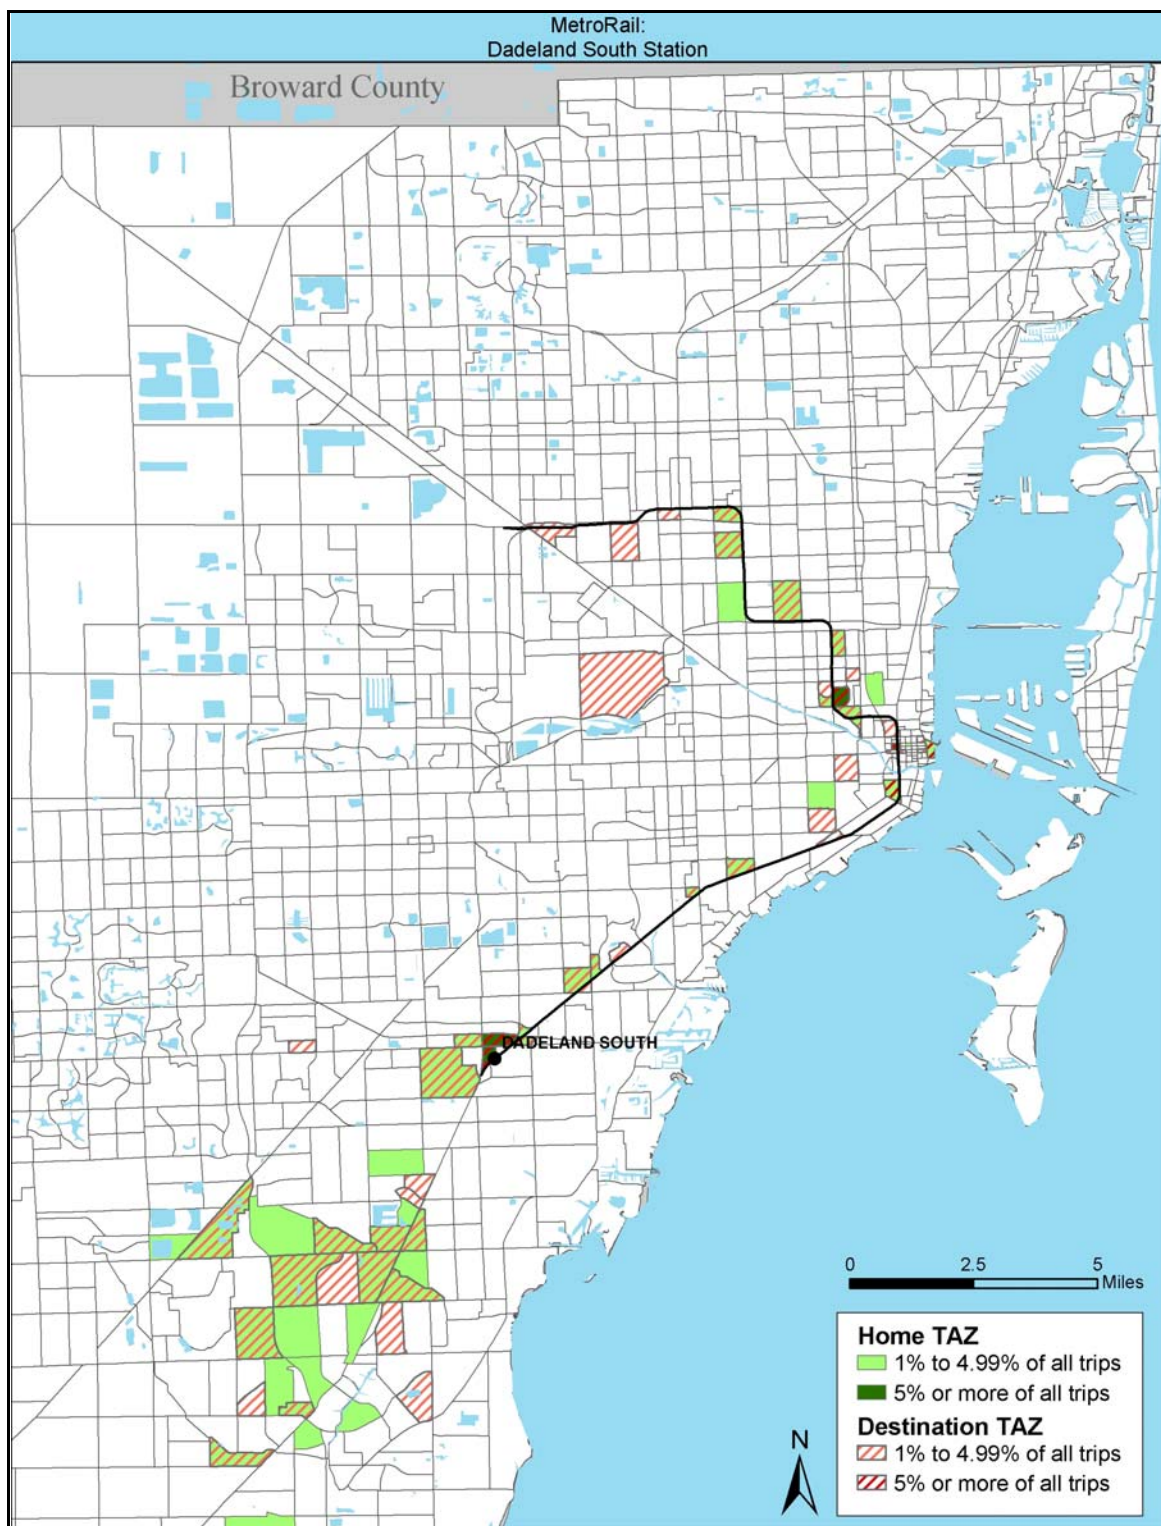 MetroRail:
Dadeland South Station
Broward County
DADELAND SOUTH
0 2.5 5
Miles
Home TAZ
1% to 4.99% of all trips
5% or more of all trips
Destination TAZ
1% to 4.99% of all trips
5% or more of all trips
N